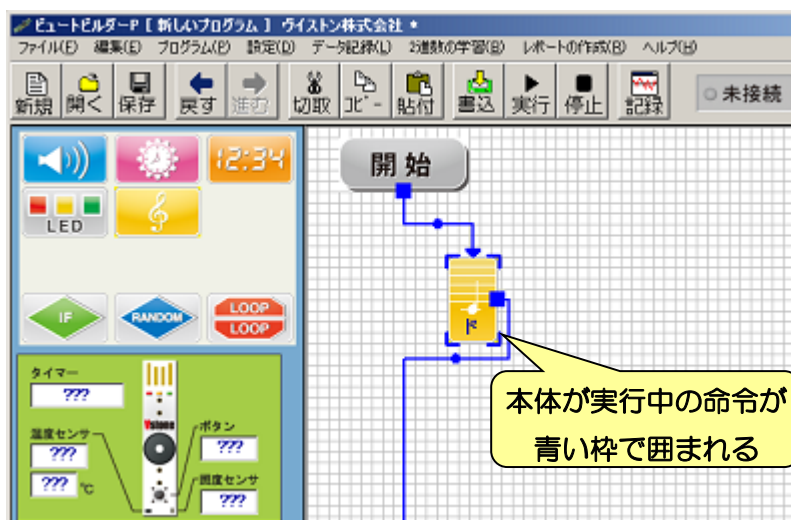 ビュートビルダーP [ 新しいプログラム ] ヴイストン株式会社 *
ファイル(F) 編集(E) プログラム(P) 設定(D) データ記録(L) 2進数の学習(B) レポートの作成(R) ヘルプ(H)
新規 開く 保存 戻す 進む 切取 コピー 貼付 書込 実行 停止 記録 未接続
12:34
LED
開始
IF RANDOM LOOP
LOOP
ド
タイマー
???
Vstone
ボタン
???
温度センサ
???
??? ℃
照度センサ
???
本体が実行中の命令が
青い枠で囲まれる